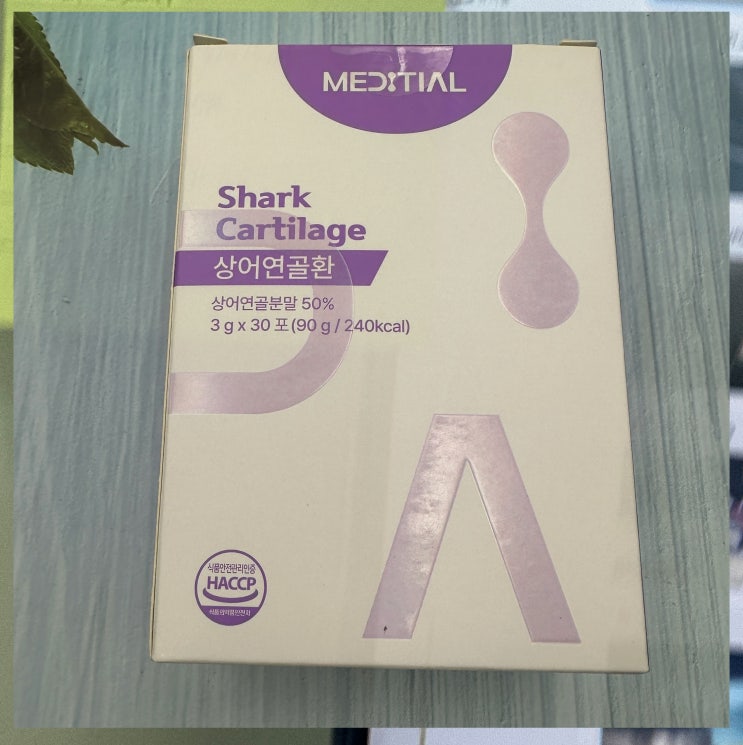 MEDITIAL
Shark
Cartilage
상어연골환
상어연골분말 50%
3 g x 30 포(90 g / 240kcal)
식품안전관리인증
HACCP
식품의약품안전처